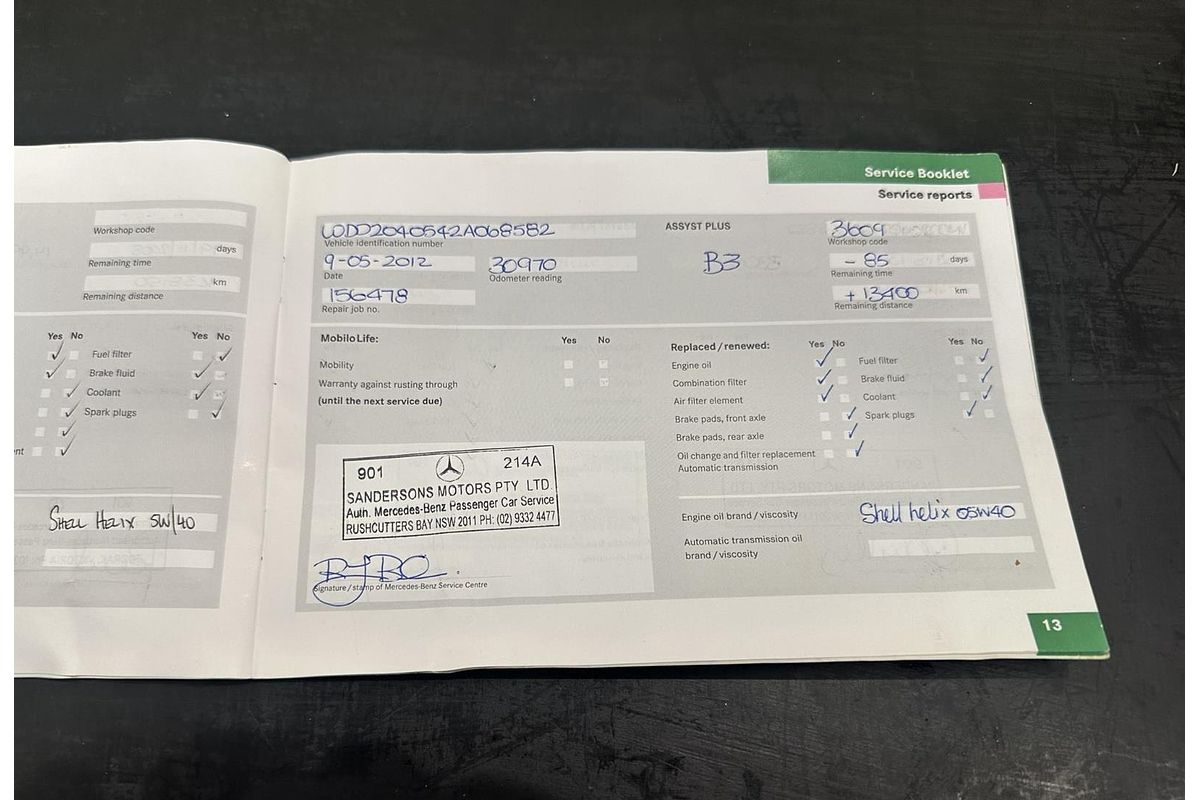 Workshop code
days
Remaining time
km
Remaining distance
Yes No Yes No
Fuel filter
Brake fluid
Coolant
Spark plugs
SHELL HELIX 5W/40
Service Booklet
Service reports
WDD2040542A068582
Vehicle identification number
ASSYST PLUS
3609
Workshop code
9-05-2012
Date
30970
Odometer reading
B3
- 85 days
Remaining time
156478
Repair job no.
+ 13400 km
Remaining distance
MobiloLife: Yes No
Mobility
Warranty against rusting through
(until the next service due)
Replaced / renewed: Yes No Yes No
Engine oil Fuel filter
Combination filter Brake fluid
Air filter element Coolant
Brake pads, front axle Spark plugs
Brake pads, rear axle
Oil change and filter replacement
Automatic transmission
901 214A
SANDERSONS MOTORS PTY LTD
Auth. Mercedes-Benz Passenger Car Service
RUSHCUTTERS BAY NSW 2011 PH: (02) 9332 4477
Signature / stamp of Mercedes-Benz Service Centre
Engine oil brand / viscosity Shell helix 05W40
Automatic transmission oil
brand / viscosity
13